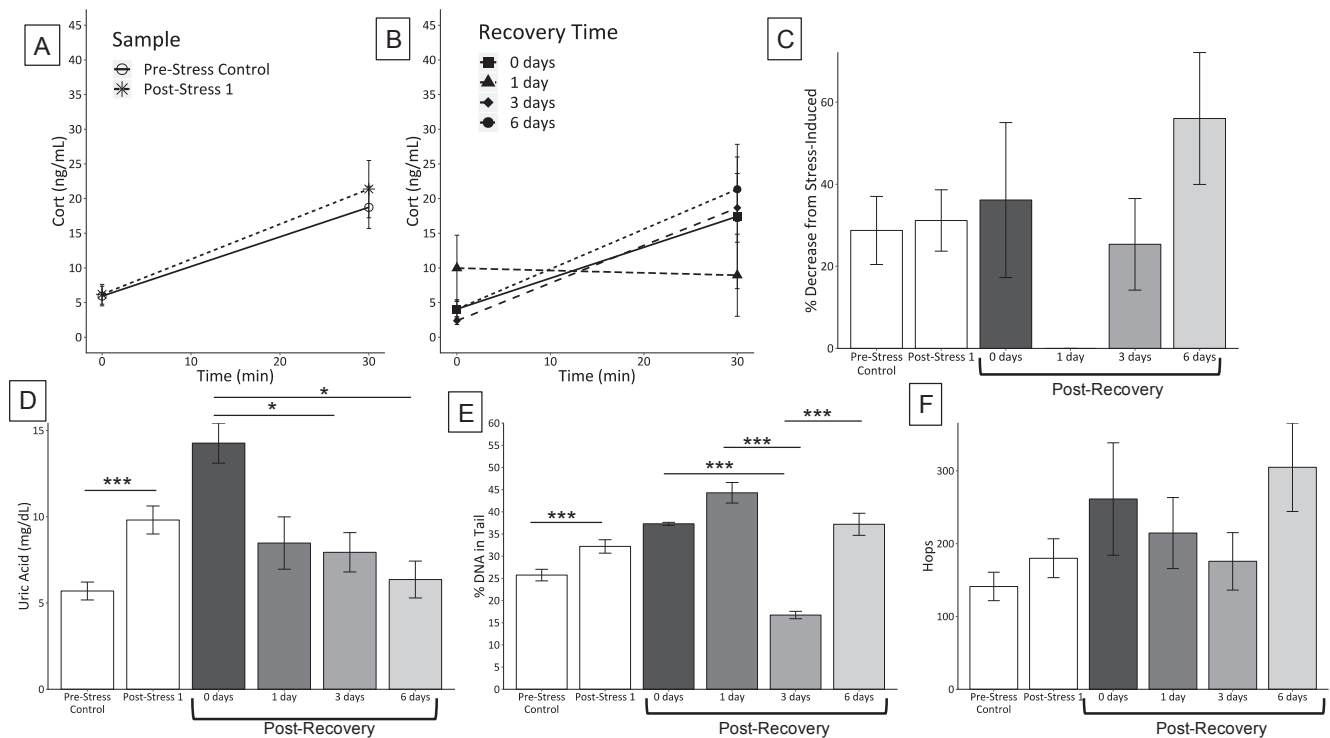 A
Sample
Pre-Stress Control
Post-Stress 1
45
40
35
30
25
20
15
10
5
0
Cort (ng/mL)
0 10 20 30
Time (min)
B
Recovery Time
0 days
1 day
3 days
6 days
45
40
35
30
25
20
15
10
5
0
Cort (ng/mL)
0 10 20 30
Time (min)
C
% Decrease from Stress-Induced
60
40
20
0
Pre-Stress Control
Post-Stress 1
0 days
1 day
3 days
6 days
Post-Recovery
D
Uric Acid (mg/dL)
15
10
5
0
***
*
*
Pre-Stress Control
Post-Stress 1
0 days
1 day
3 days
6 days
Post-Recovery
E
% DNA in Tail
60
55
50
45
40
35
30
25
20
15
10
5
0
***
***
***
***
Pre-Stress Control
Post-Stress 1
0 days
1 day
3 days
6 days
Post-Recovery
F
Hops
300
200
100
0
Pre-Stress Control
Post-Stress 1
0 days
1 day
3 days
6 days
Post-Recovery